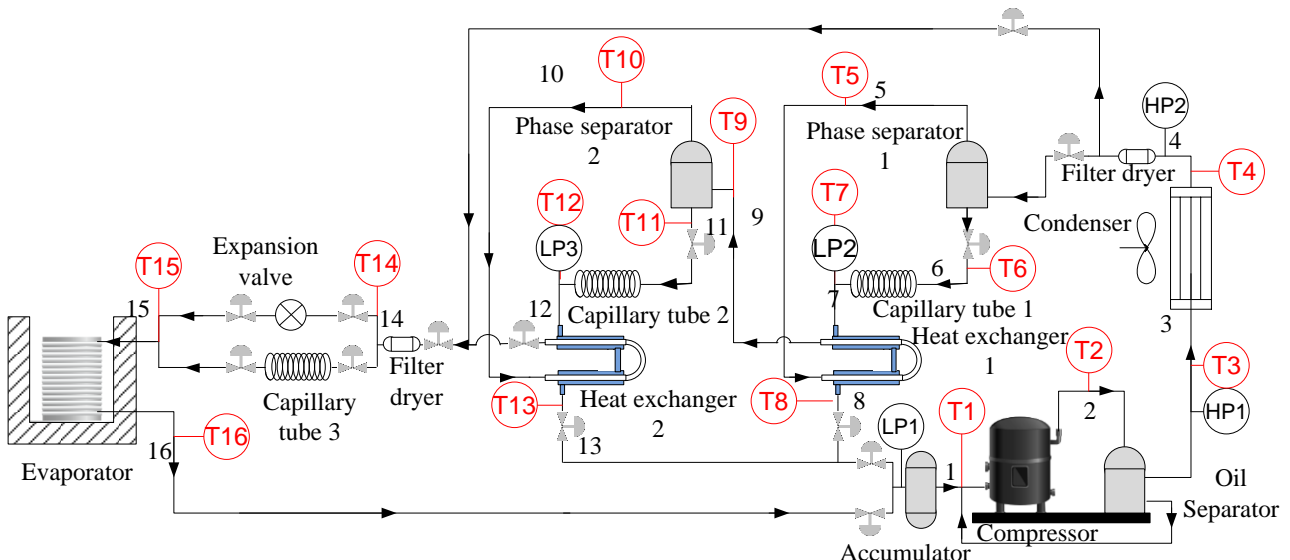 T10
10
T5
5
HP2
Phase separator
2
T9
Phase separator
1
4
Filter dryer
T4
T12
T7
T11
11
9
Condenser
LP3
LP2
6
T6
Expansion
valve
T15
T14
15
14
12
Capillary tube 2
7
Capillary tube 1
3
Heat exchanger
1
T2
T3
Filter
dryer
T13
Heat exchanger
2
T8
8
2
HP1
Capillary
tube 3
T16
16
13
LP1
T1
1
Evaporator
Oil
Separator
Compressor
Accumulator